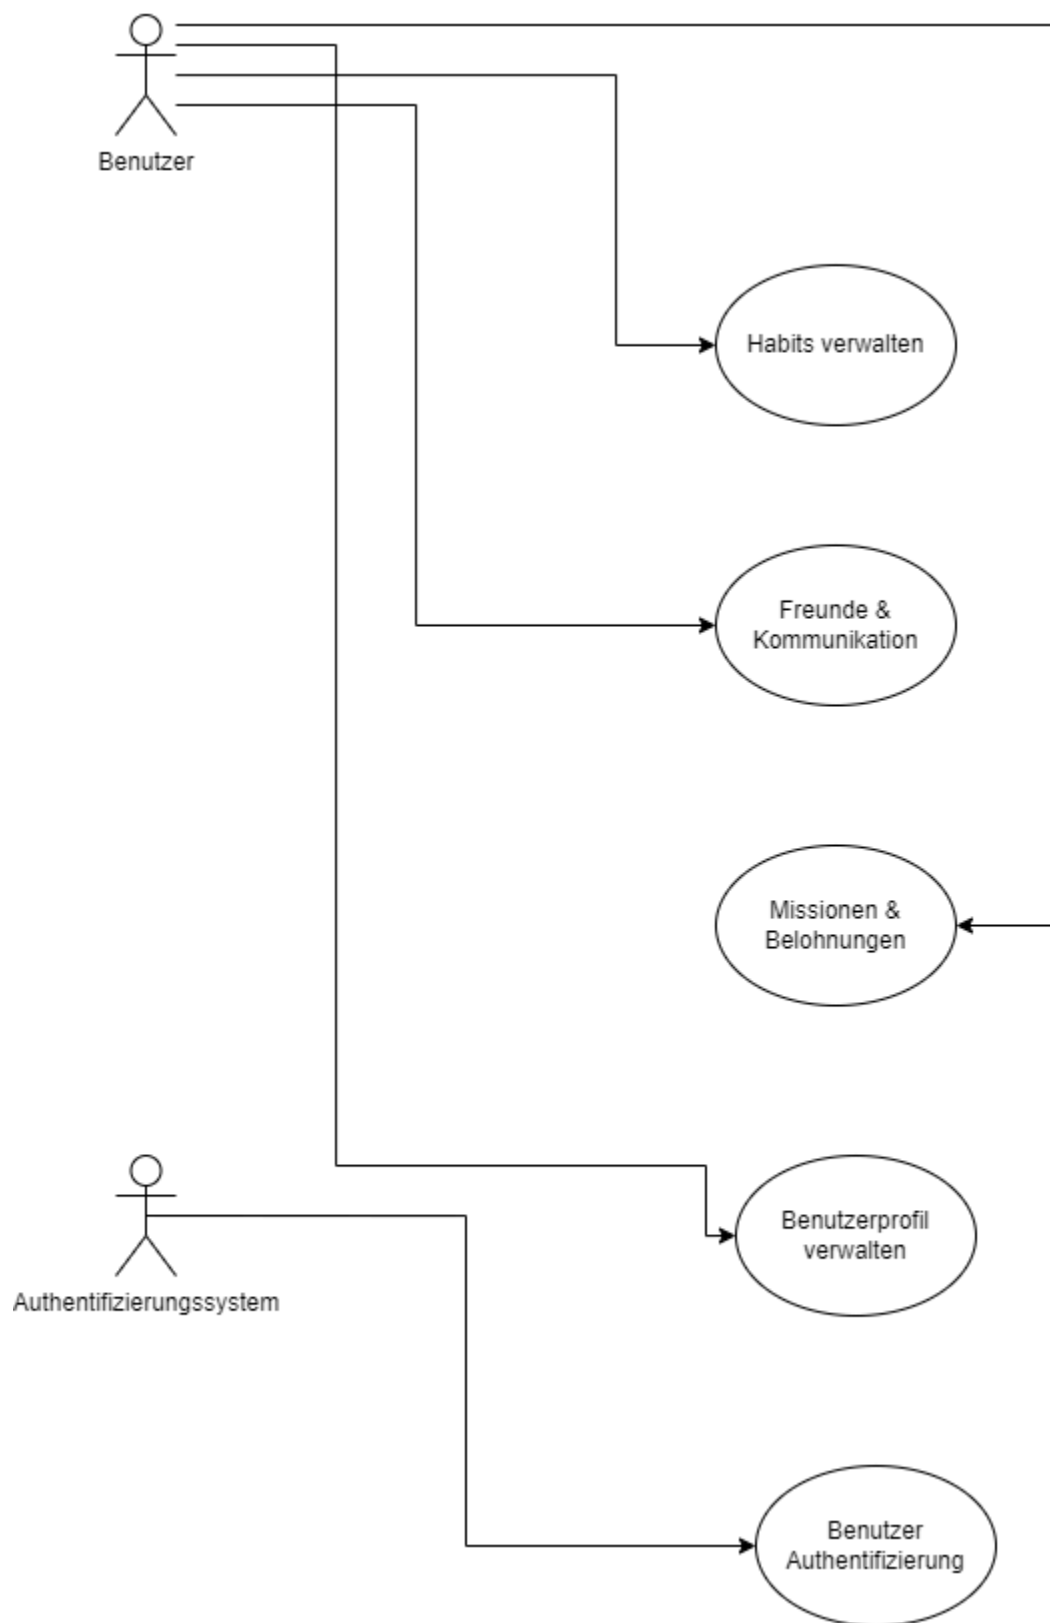 Benutzer
Habits verwalten
Freunde &
Kommunikation
Missionen &
Belohnungen
Benutzerprofil
verwalten
Authentifizierungssystem
Benutzer
Authentifizierung